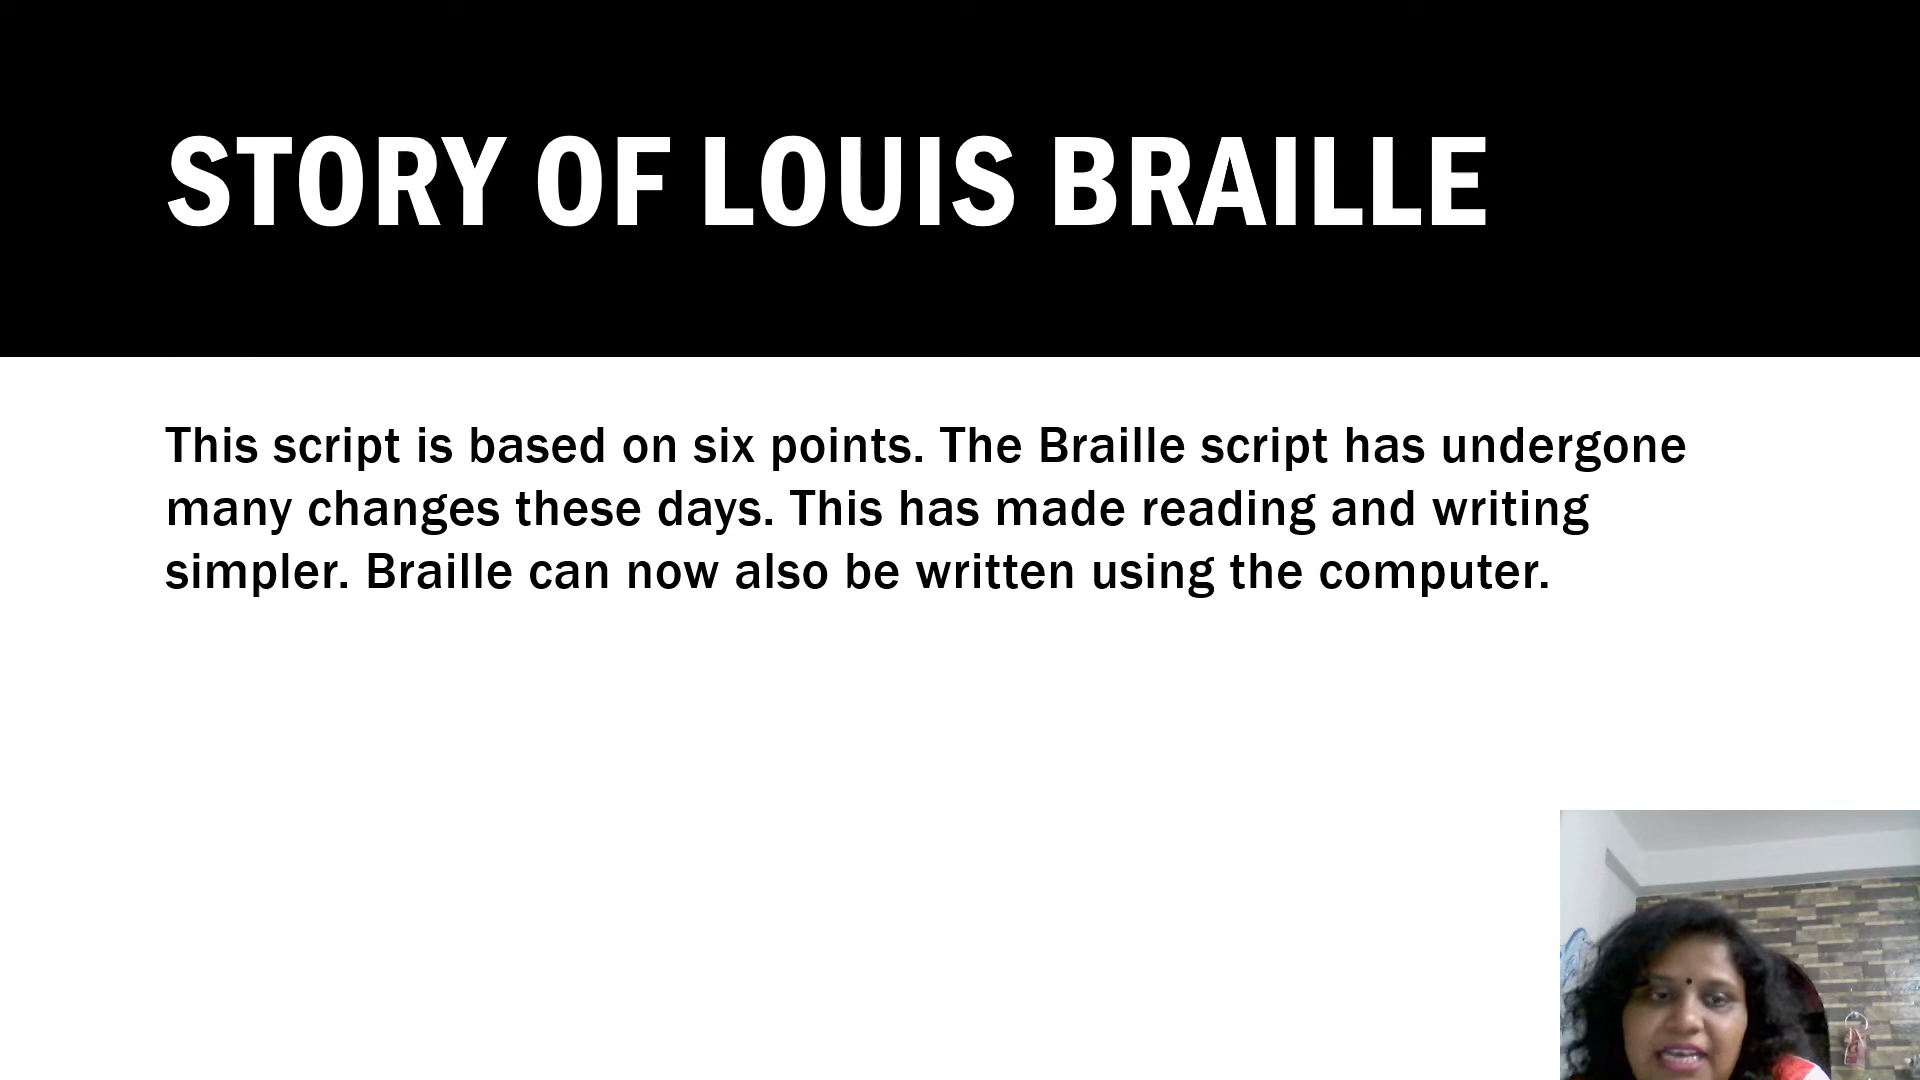 STORY OF LOUIS BRAILLE
This script is based on six points. The Braille script has undergone
many changes these days. This has made reading and writing
simpler. Braille can now also be written using the computer.